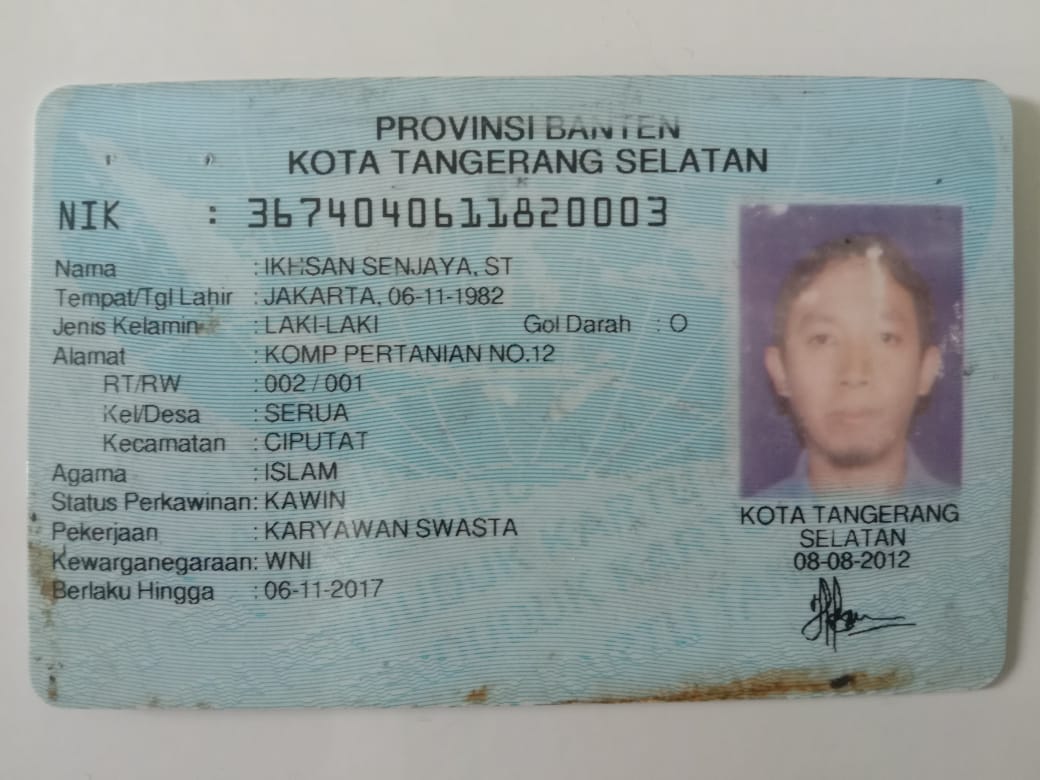 PROVINSI BANTEN
KOTA TANGERANG SELATAN
NIK : 3674040611820003
Nama : IKHSAN SENJAYA, ST
Tempat/Tgl Lahir : JAKARTA, 06-11-1982
Jenis Kelamin : LAKI-LAKI Gol Darah : O
Alamat : KOMP PERTANIAN NO.12
RT/RW : 002 / 001
Kel/Desa : SERUA
Kecamatan : CIPUTAT
Agama : ISLAM
Status Perkawinan: KAWIN
Pekerjaan : KARYAWAN SWASTA
Kewarganegaraan: WNI
Berlaku Hingga : 06-11-2017
KOTA TANGERANG
SELATAN
08-08-2012